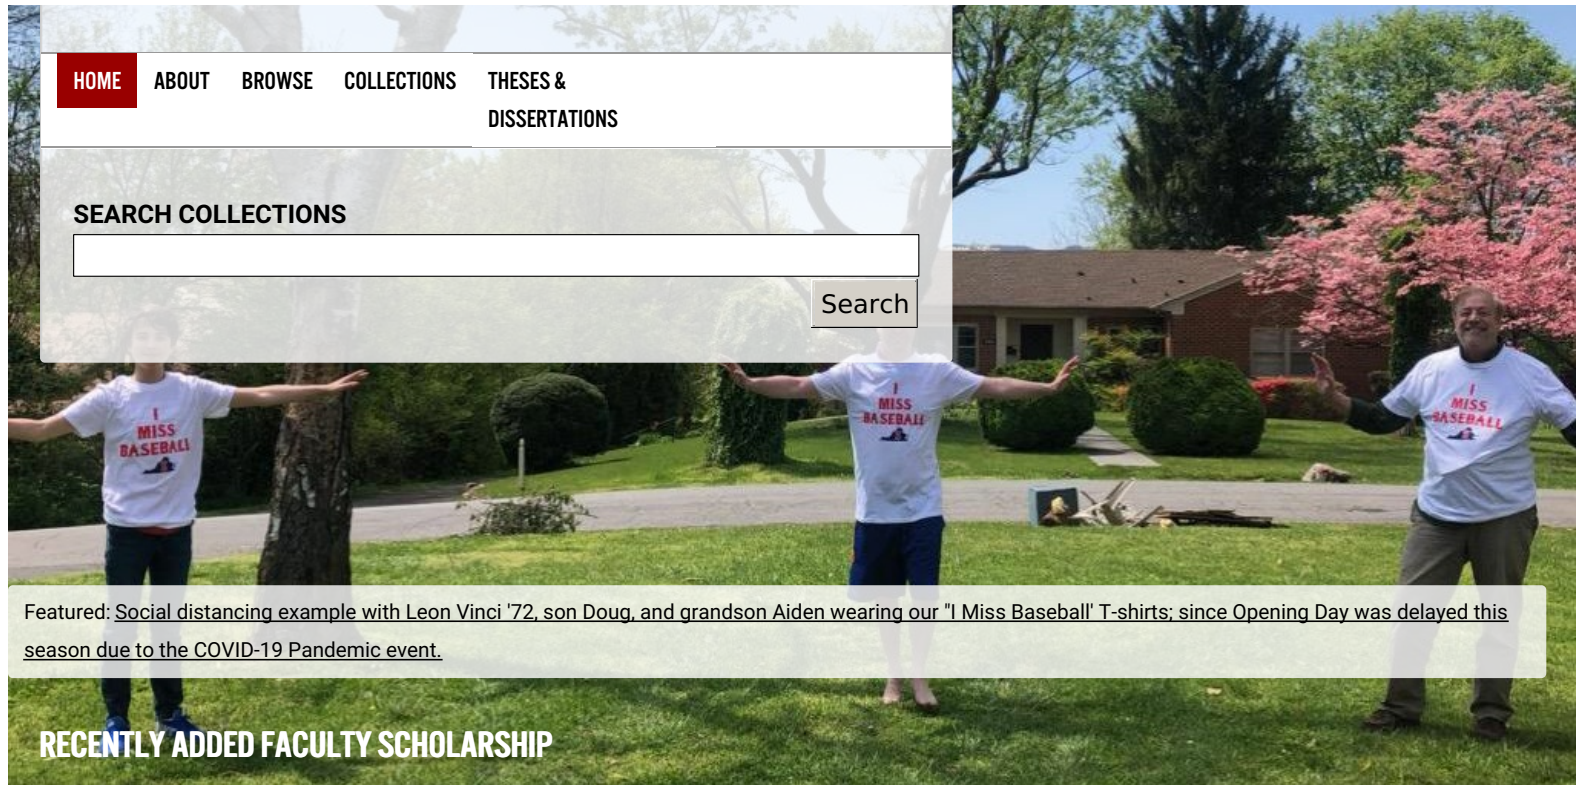 HOME ABOUT BROWSE COLLECTIONS THESES &
DISSERTATIONS
SEARCH COLLECTIONS
Search
I
MISS
BASEBALL
I
MISS
BASEBALL
I
MISS
BASEBALL
Featured: Social distancing example with Leon Vinci '72, son Doug, and grandson Aiden wearing our "I Miss Baseball' T-shirts; since Opening Day was delayed this
season due to the COVID-19 Pandemic event.
RECENTLY ADDED FACULTY SCHOLARSHIP